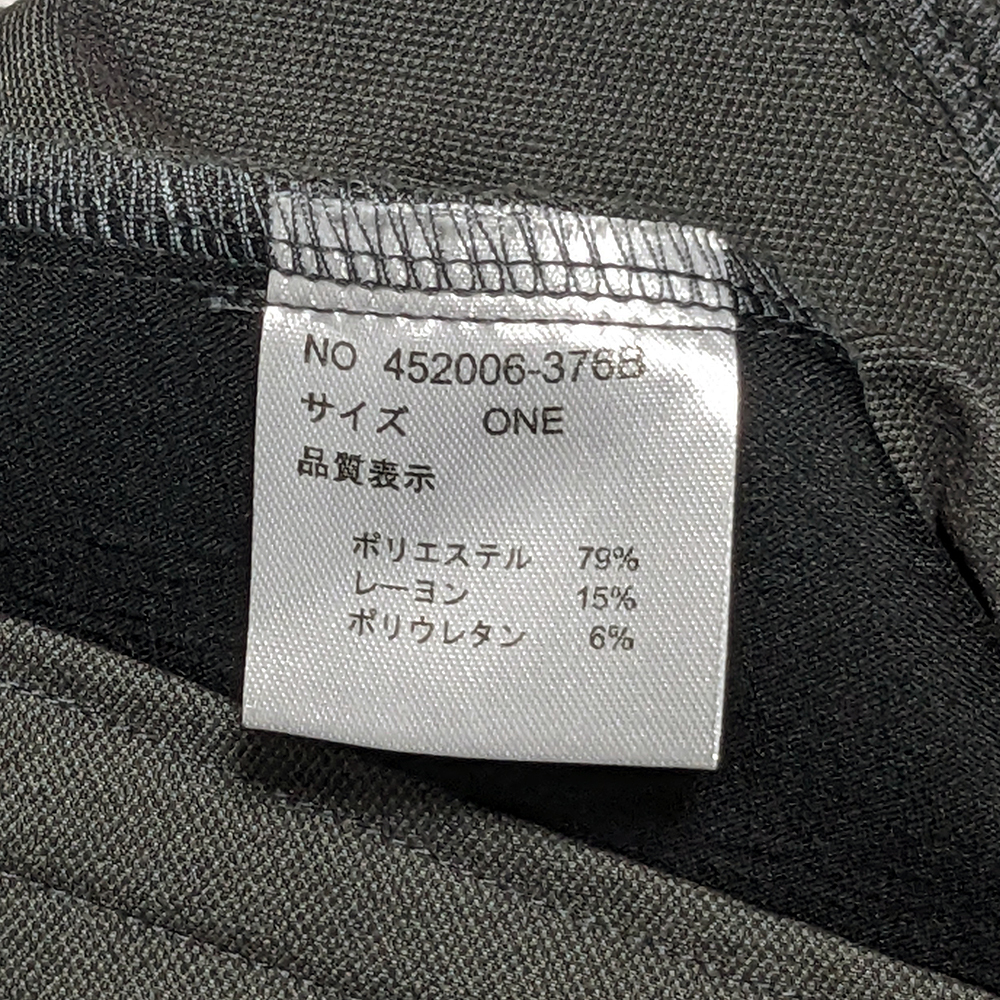 NO 452006-376B
サイズ ONE
品質表示
ポリエステル 79%
レーヨン 15%
ポリウレタン 6%